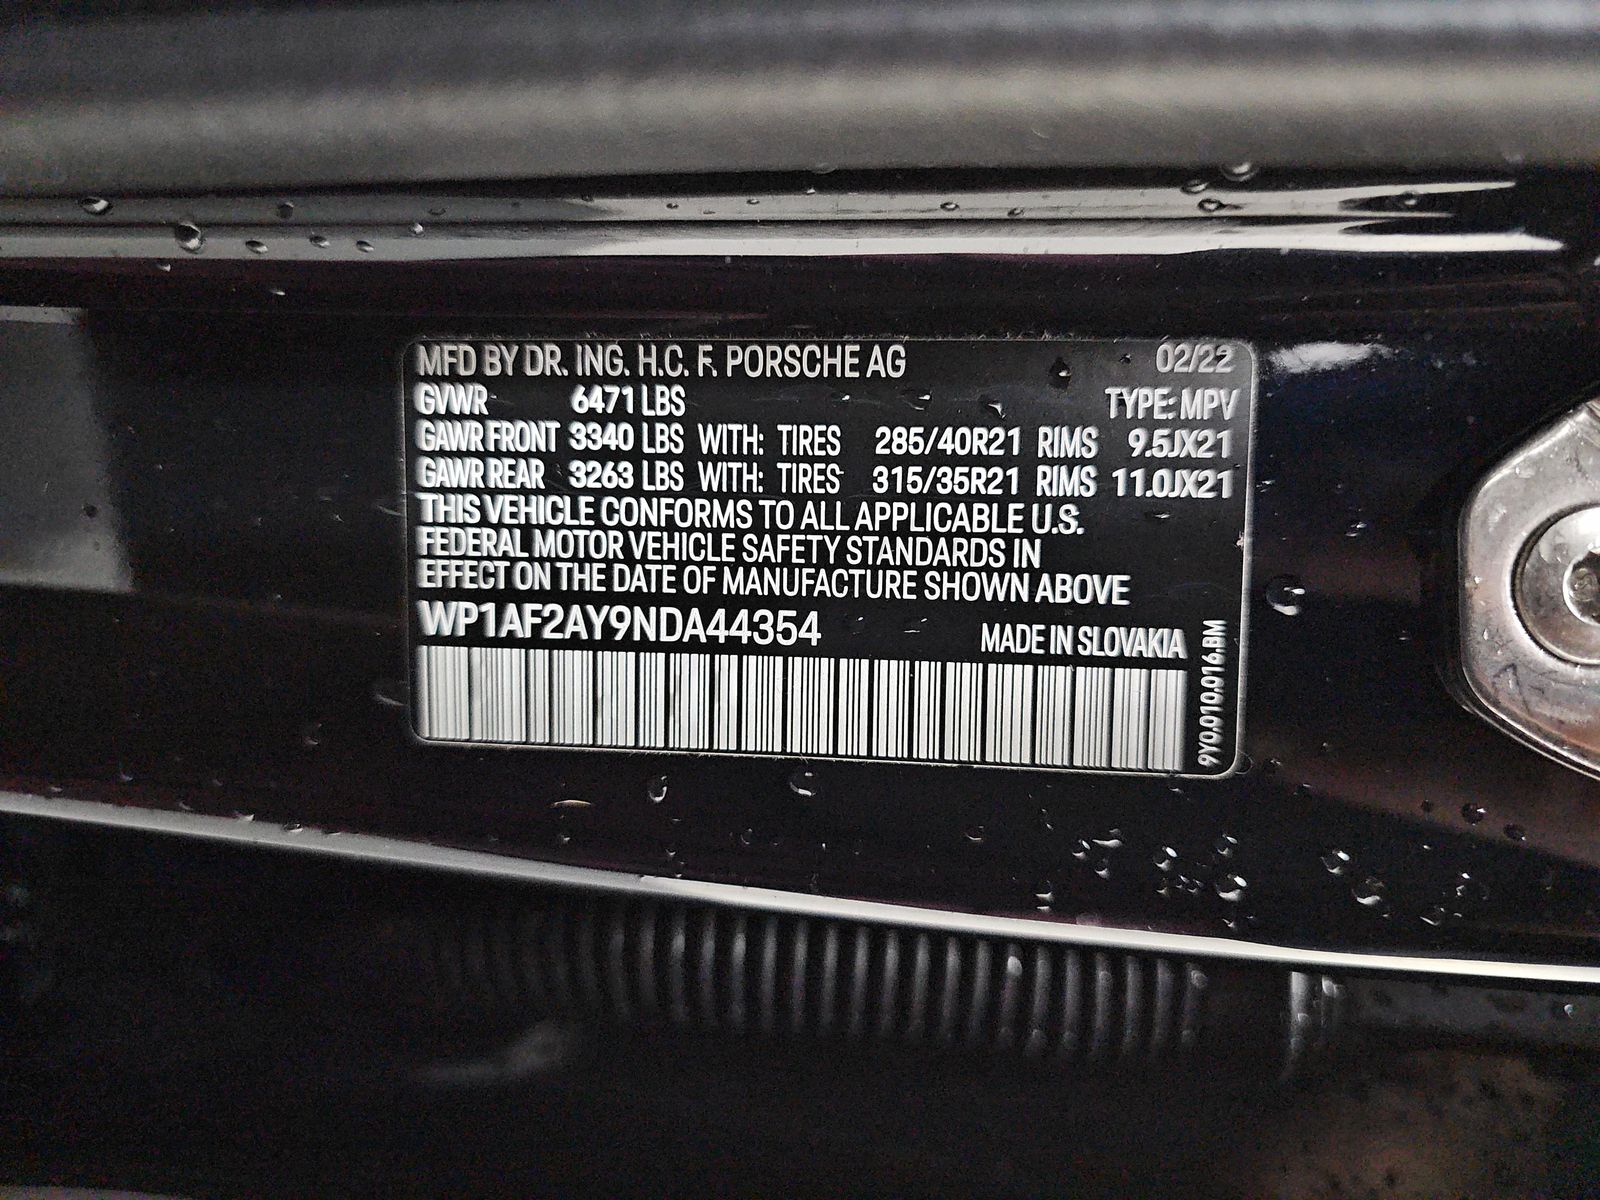 MFD BY DR. ING. H.C. F. PORSCHE AG 02/22
GVWR 6471 LBS TYPE: MPV
GAWR FRONT 3340 LBS WITH: TIRES 285/40R21 RIMS 9.5JX21
GAWR REAR 3263 LBS WITH: TIRES 315/35R21 RIMS 11.0JX21
THIS VEHICLE CONFORMS TO ALL APPLICABLE U.S.
FEDERAL MOTOR VEHICLE SAFETY STANDARDS IN
EFFECT ON THE DATE OF MANUFACTURE SHOWN ABOVE
WP1AF2AY9NDA44354 MADE IN SLOVAKIA
9Y0.010.016.BM